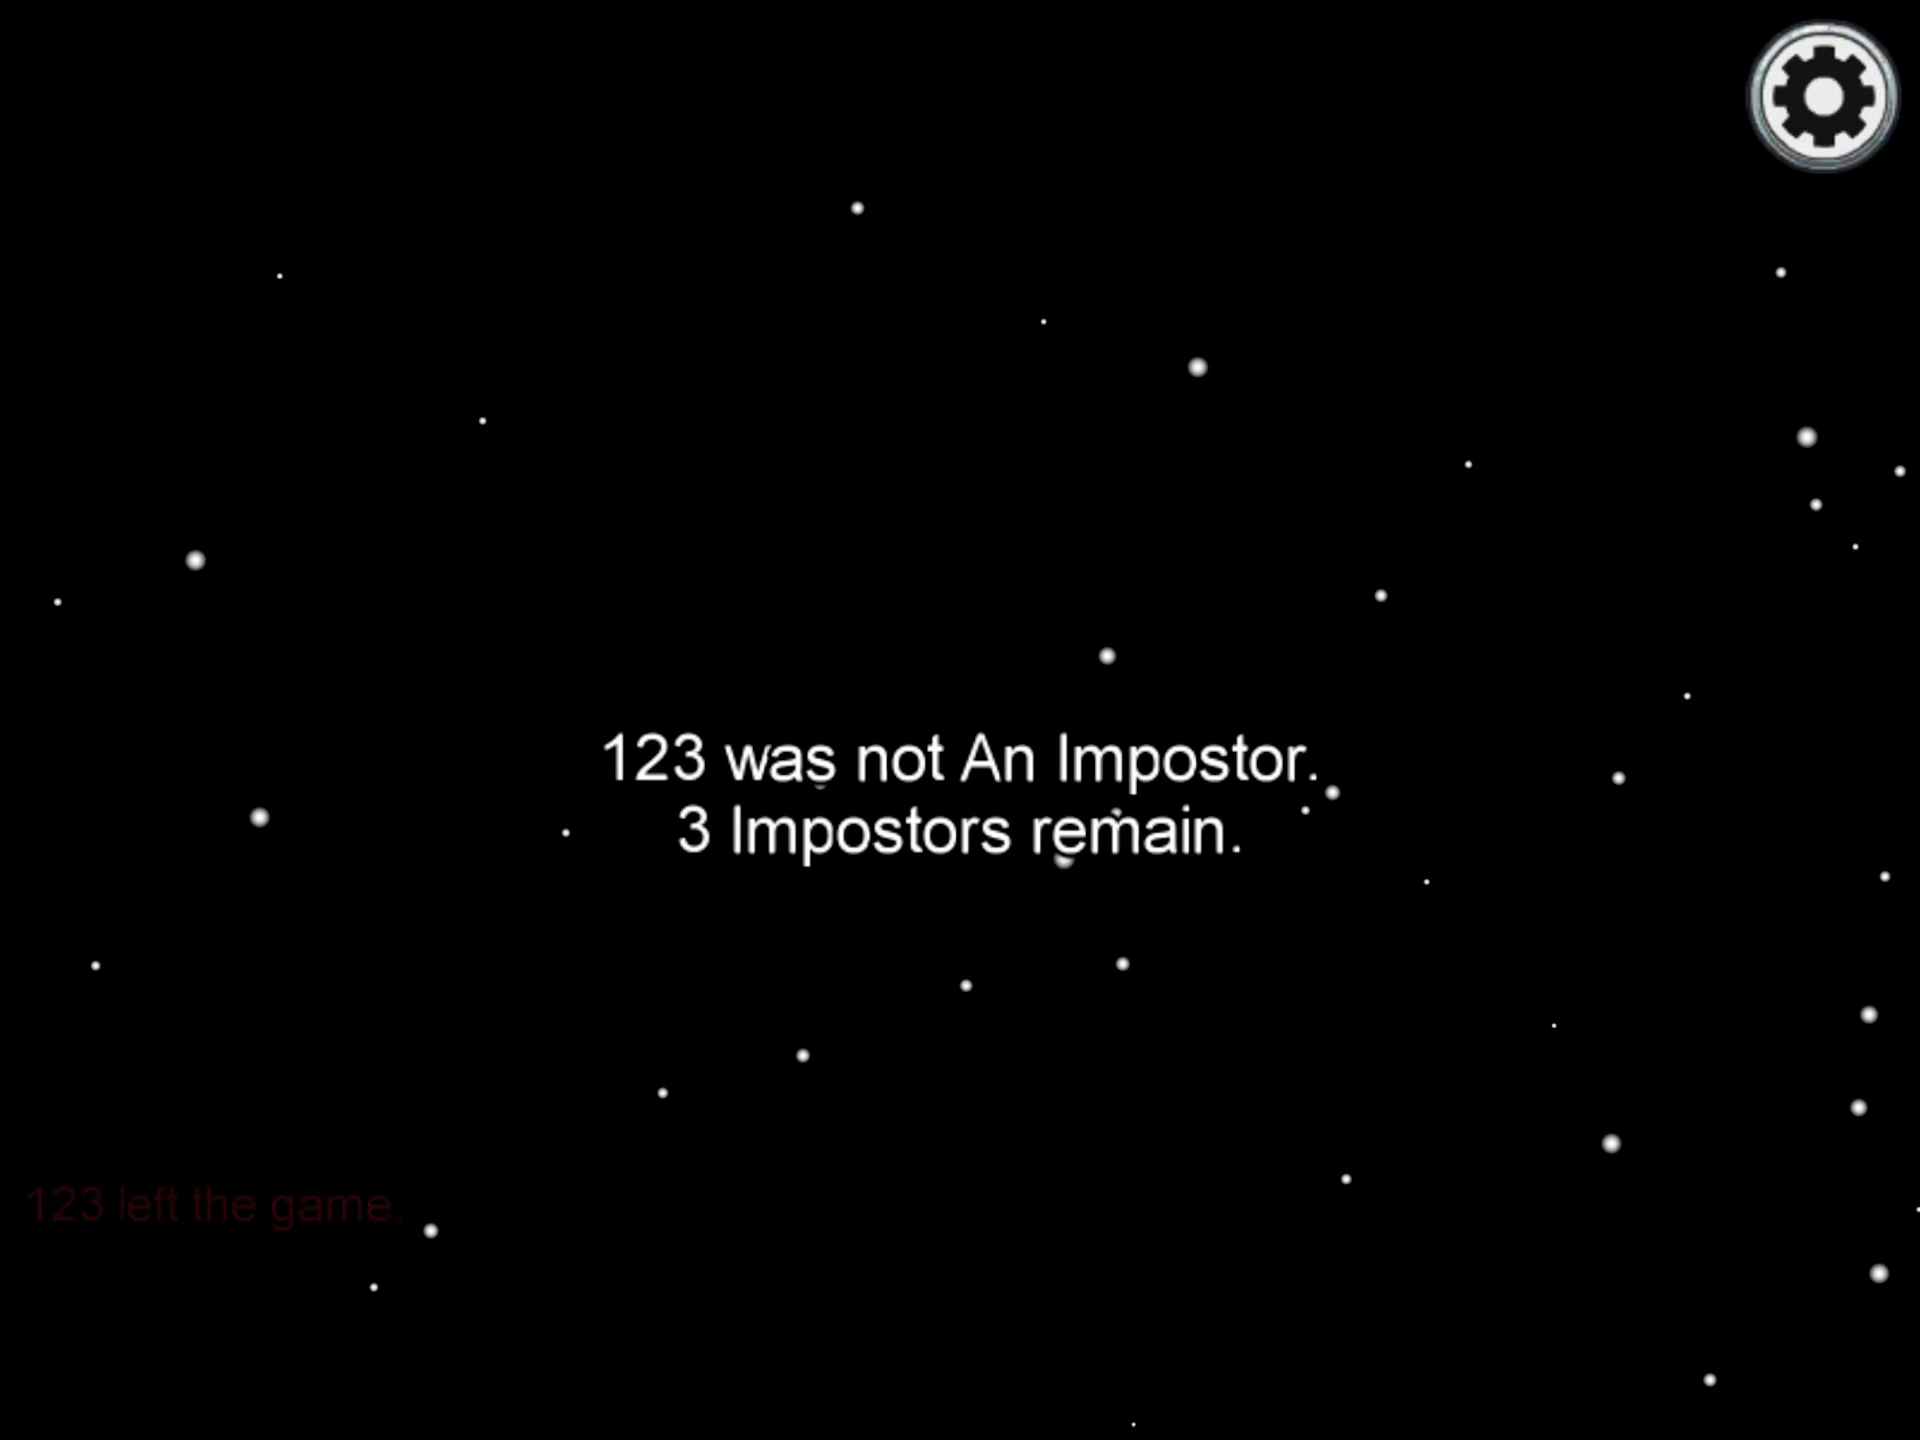 123 was not An Impostor.
3 Impostors remain.
123 left the game.